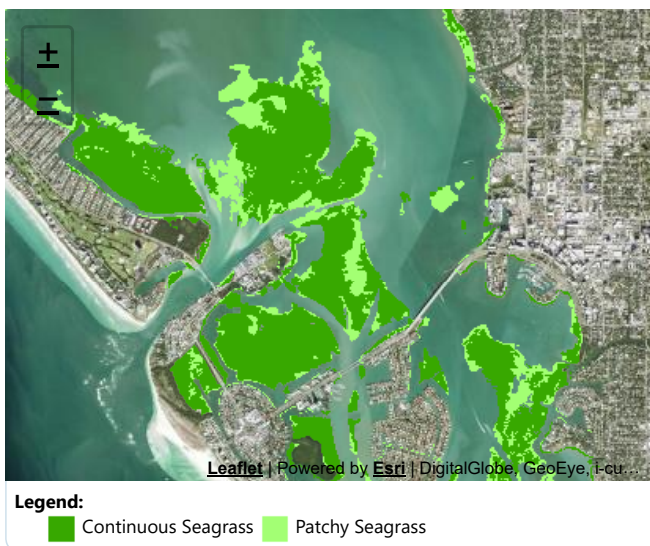 +
−
Leaflet | Powered by Esri | DigitalGlobe, GeoEye, i-cu...
Legend:
Continuous Seagrass Patchy Seagrass